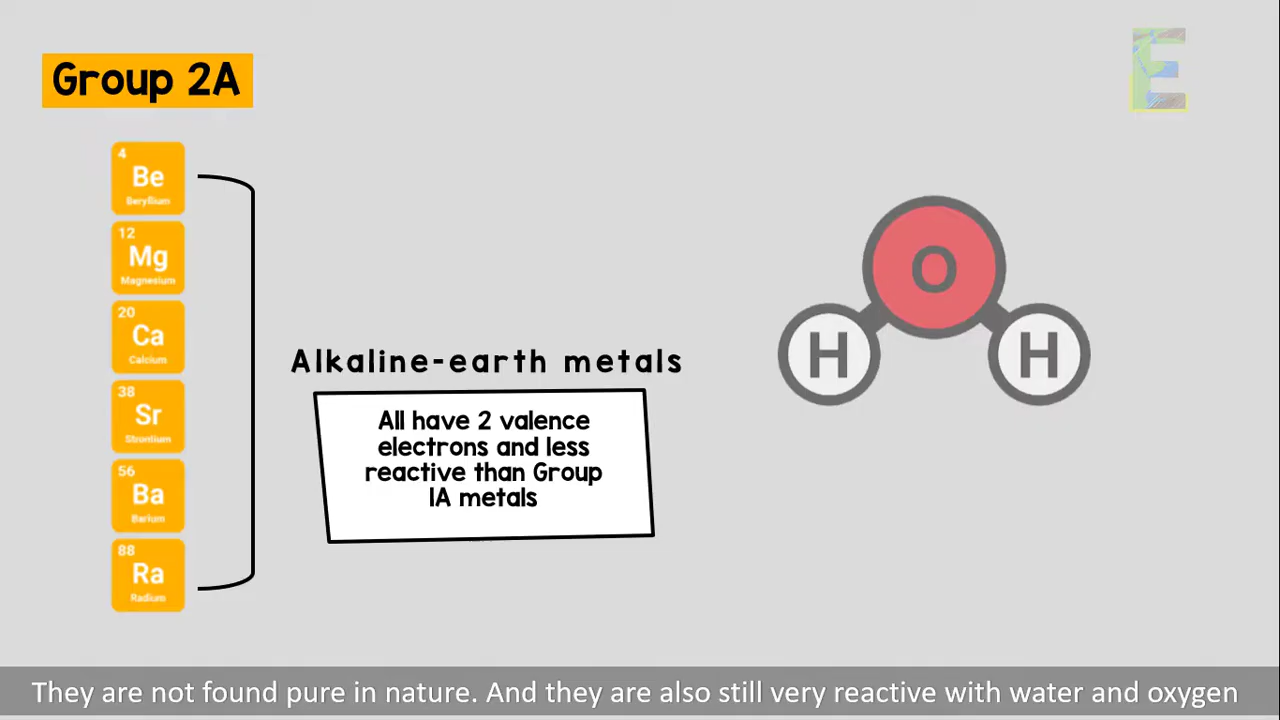 Group 2A
E
4
Be
Beryllium
12
Mg
Magnesium
20
Ca
Calcium
38
Sr
Strontium
56
Ba
Barium
88
Ra
Radium
Alkaline-earth metals
All have 2 valence
electrons and less
reactive than Group
1A metals
O
H
H
They are not found pure in nature. And they are also still very reactive with water and oxygen